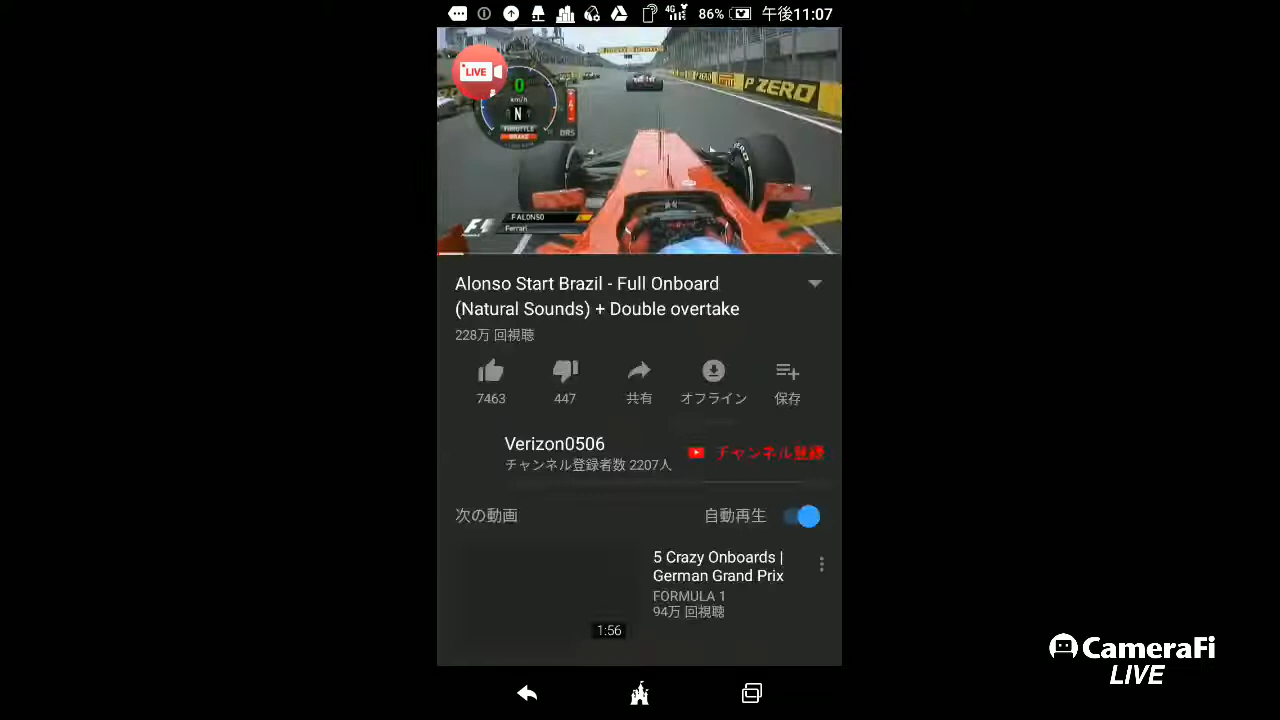 4G 86% 午後11:07
LIVE
P ZERO
0
km/h
N
THROTTLE
BRAKE
DRS
F.ALONSO
Ferrari
Alonso Start Brazil - Full Onboard
(Natural Sounds) + Double overtake
228万 回視聴
7463 447 共有 オフライン 保存
Verizon0506
チャンネル登録者数 2207人
チャンネル登録
次の動画 自動再生
5 Crazy Onboards |
German Grand Prix
FORMULA 1
94万 回視聴
1:56
CameraFi
LIVE